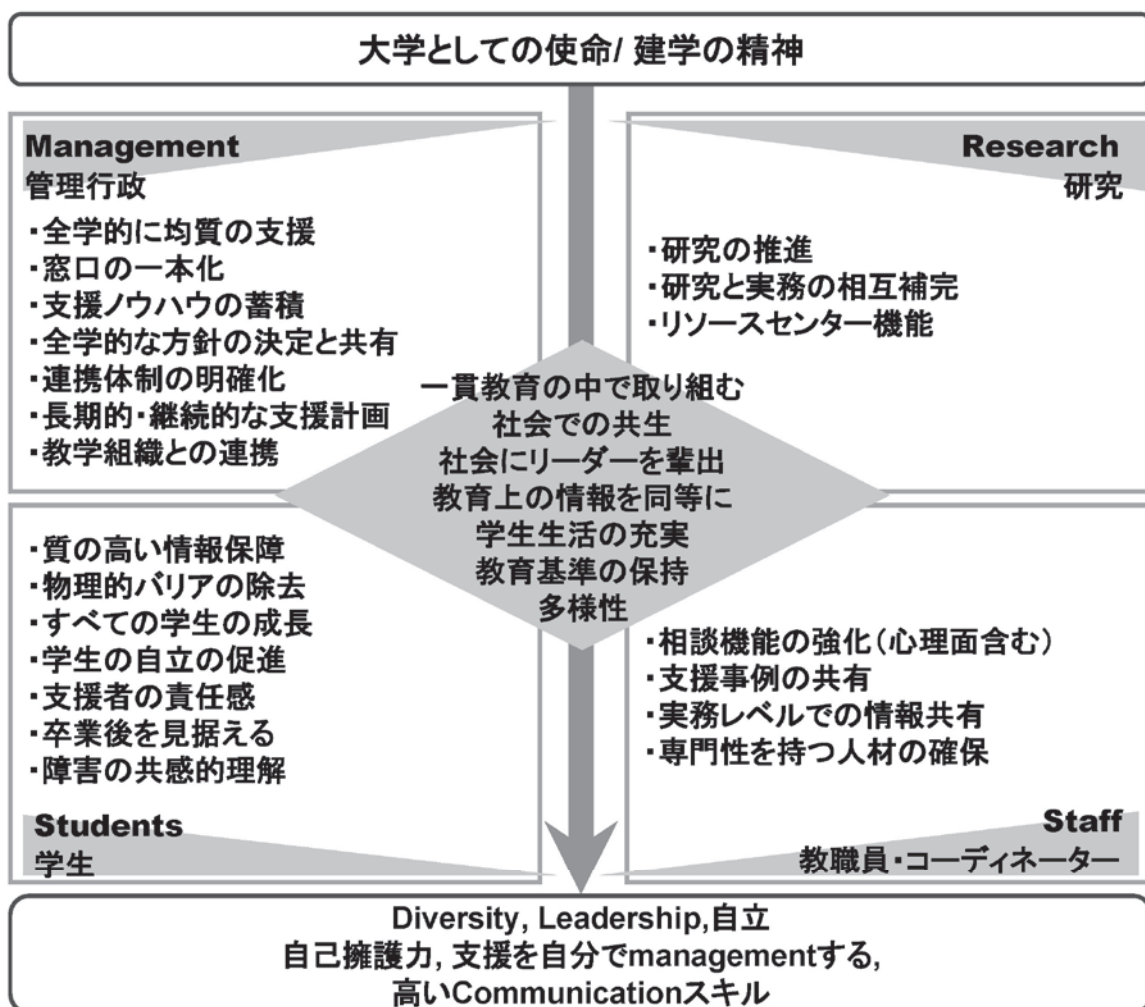 大学としての使命/ 建学の精神
Management
管理行政
・全学的に均質の支援
・窓口の一本化
・支援ノウハウの蓄積
・全学的な方針の決定と共有
・連携体制の明確化
・長期的・継続的な支援計画
・教学組織との連携
Research
研究
・研究の推進
・研究と実務の相互補完
・リソースセンター機能
一貫教育の中で取り組む
社会での共生
社会にリーダーを輩出
教育上の情報を同等に
学生生活の充実
教育基準の保持
多様性
・質の高い情報保障
・物理的バリアの除去
・すべての学生の成長
・学生の自立の促進
・支援者の責任感
・卒業後を見据える
・障害の共感的理解
Students
学生
・相談機能の強化（心理面含む）
・支援事例の共有
・実務レベルでの情報共有
・専門性を持つ人材の確保
Staff
教職員・コーディネーター
Diversity, Leadership,自立
自己擁護力, 支援を自分でmanagementする,
高いCommunicationスキル